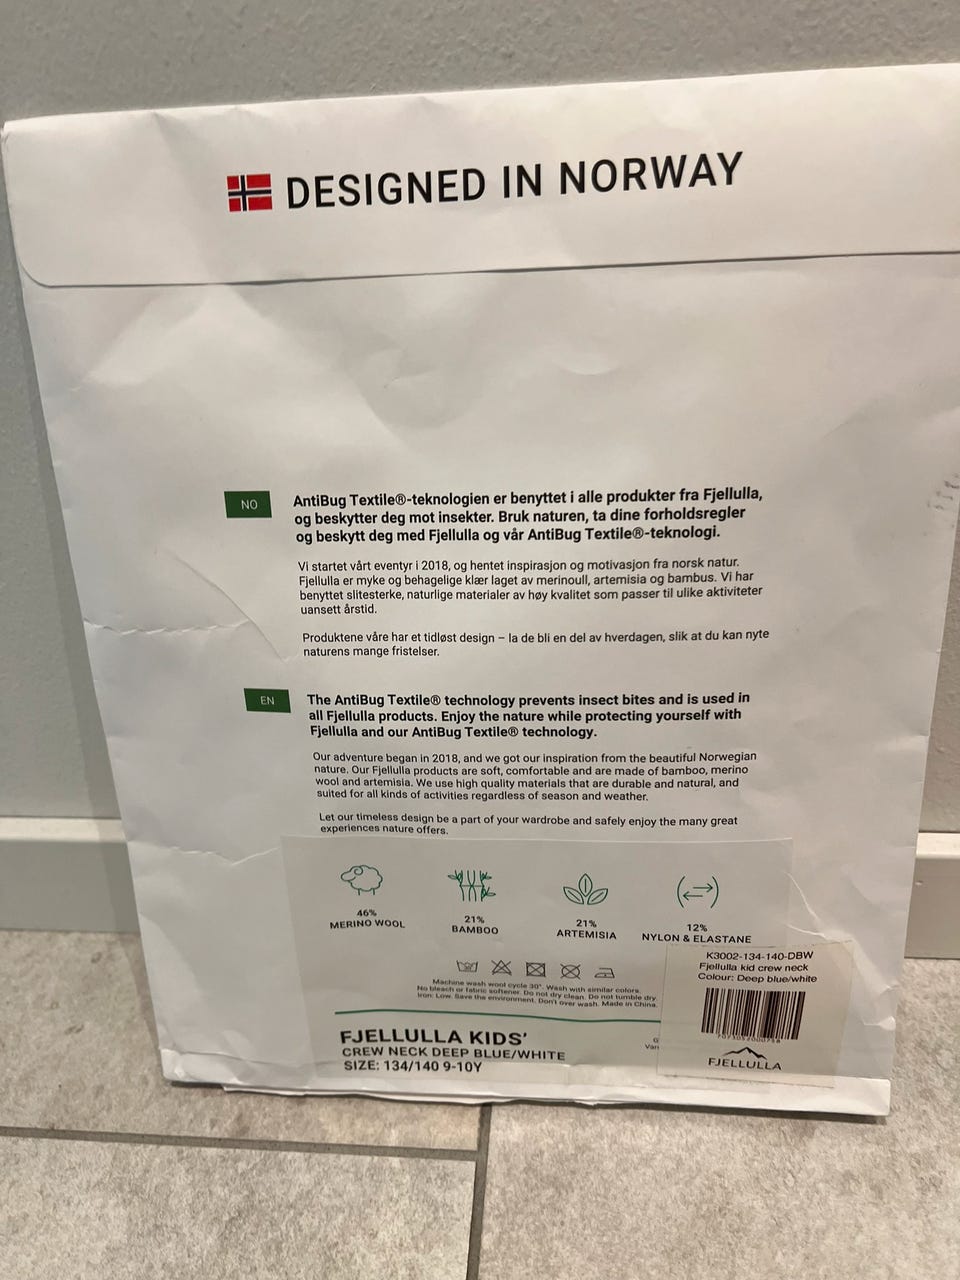 DESIGNED IN NORWAY
NO
AntiBug Textile®-teknologien er benyttet i alle produkter fra Fjellulla,
og beskytter deg mot insekter. Bruk naturen, ta dine forholdsregler
og beskytt deg med Fjellulla og vår AntiBug Textile®-teknologi.
Vi startet vårt eventyr i 2018, og hentet inspirasjon og motivasjon fra norsk natur.
Fjellulla er myke og behagelige klær laget av merinoull, artemisia og bambus. Vi har
benyttet slitesterke, naturlige materialer av høy kvalitet som passer til ulike aktiviteter
uansett årstid.
Produktene våre har et tidløst design – la de bli en del av hverdagen, slik at du kan nyte
naturens mange fristelser.
EN
The AntiBug Textile® technology prevents insect bites and is used in
all Fjellulla products. Enjoy the nature while protecting yourself with
Fjellulla and our AntiBug Textile® technology.
Our adventure began in 2018, and we got our inspiration from the beautiful Norwegian
nature. Our Fjellulla products are soft, comfortable and are made of bamboo, merino
wool and artemisia. We use high quality materials that are durable and natural, and
suited for all kinds of activities regardless of season and weather.
Let our timeless design be a part of your wardrobe and safely enjoy the many great
experiences nature offers.
46%
MERINO WOOL
21%
BAMBOO
21%
ARTEMISIA
12%
NYLON & ELASTANE
Machine wash wool cycle 30°. Wash with similar colors.
No bleach or fabric softener. Do not dry clean. Do not tumble dry.
Iron: Low. Save the environment. Don't over wash. Made in China.
FJELLULLA KIDS'
CREW NECK DEEP BLUE/WHITE
SIZE: 134/140 9-10Y
K3002-134-140-DBW
Fjellulla kid crew neck
Colour: Deep blue/white
FJELLULLA